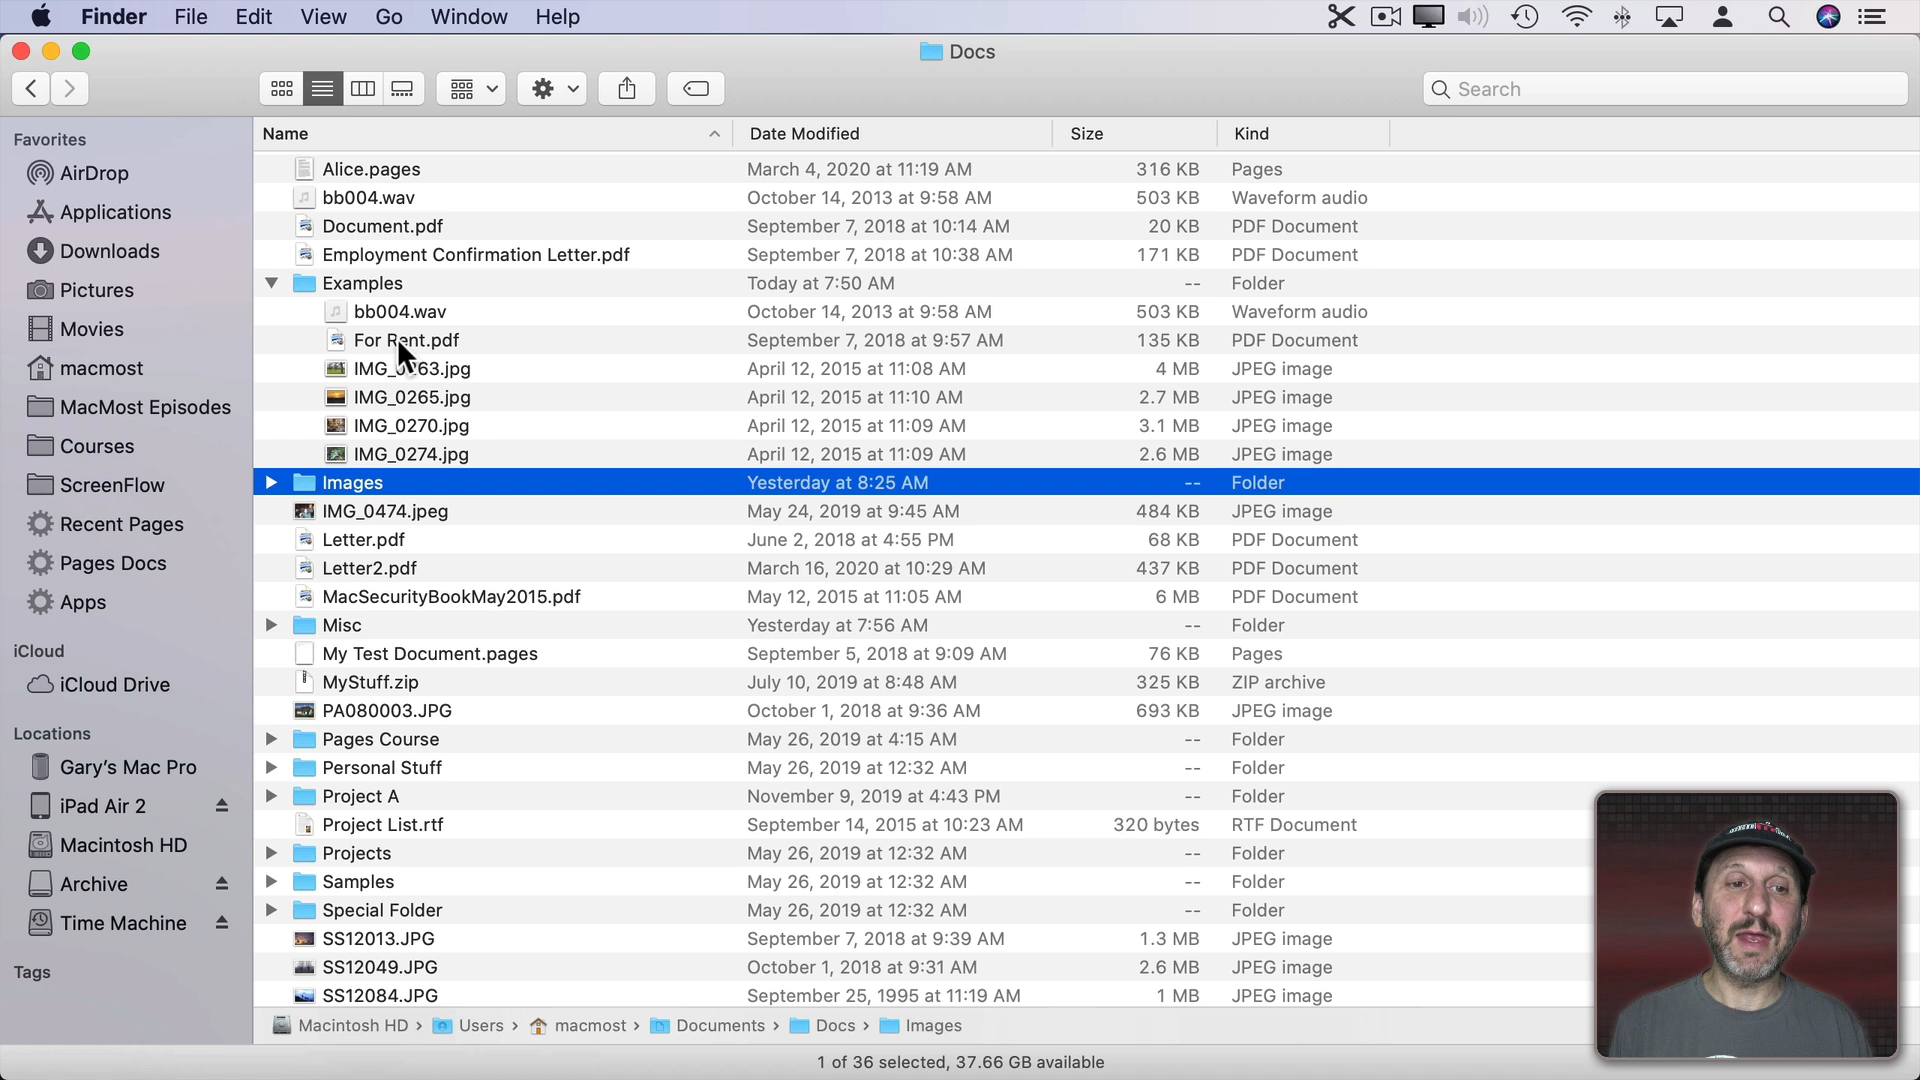 Finder File Edit View Go Window Help
Docs
Search
Favorites
AirDrop
Applications
Downloads
Pictures
Movies
macmost
MacMost Episodes
Courses
ScreenFlow
Recent Pages
Pages Docs
Apps
iCloud
iCloud Drive
Locations
Gary's Mac Pro
iPad Air 2
Macintosh HD
Archive
Time Machine
Tags
Name Date Modified Size Kind
Alice.pages March 4, 2020 at 11:19 AM 316 KB Pages
bb004.wav October 14, 2013 at 9:58 AM 503 KB Waveform audio
Document.pdf September 7, 2018 at 10:14 AM 20 KB PDF Document
Employment Confirmation Letter.pdf September 7, 2018 at 10:38 AM 171 KB PDF Document
Examples Today at 7:50 AM -- Folder
bb004.wav October 14, 2013 at 9:58 AM 503 KB Waveform audio
For Rent.pdf September 7, 2018 at 9:57 AM 135 KB PDF Document
IMG_0263.jpg April 12, 2015 at 11:08 AM 4 MB JPEG image
IMG_0265.jpg April 12, 2015 at 11:10 AM 2.7 MB JPEG image
IMG_0270.jpg April 12, 2015 at 11:09 AM 3.1 MB JPEG image
IMG_0274.jpg April 12, 2015 at 11:09 AM 2.6 MB JPEG image
Images Yesterday at 8:25 AM -- Folder
IMG_0474.jpeg May 24, 2019 at 9:45 AM 484 KB JPEG image
Letter.pdf June 2, 2018 at 4:55 PM 68 KB PDF Document
Letter2.pdf March 16, 2020 at 10:29 AM 437 KB PDF Document
MacSecurityBookMay2015.pdf May 12, 2015 at 11:05 AM 6 MB PDF Document
Misc Yesterday at 7:56 AM -- Folder
My Test Document.pages September 5, 2018 at 9:09 AM 76 KB Pages
MyStuff.zip July 10, 2019 at 8:48 AM 325 KB ZIP archive
PA080003.JPG October 1, 2018 at 9:36 AM 693 KB JPEG image
Pages Course May 26, 2019 at 4:15 AM -- Folder
Personal Stuff May 26, 2019 at 12:32 AM -- Folder
Project A November 9, 2019 at 4:43 PM -- Folder
Project List.rtf September 14, 2015 at 10:23 AM 320 bytes RTF Document
Projects May 26, 2019 at 12:32 AM -- Folder
Samples May 26, 2019 at 12:32 AM -- Folder
Special Folder May 26, 2019 at 12:32 AM -- Folder
SS12013.JPG September 7, 2018 at 9:39 AM 1.3 MB JPEG image
SS12049.JPG October 1, 2018 at 9:31 AM 2.6 MB JPEG image
SS12084.JPG September 25, 1995 at 11:19 AM 1 MB JPEG image
Macintosh HD › Users › macmost › Documents › Docs › Images
1 of 36 selected, 37.66 GB available